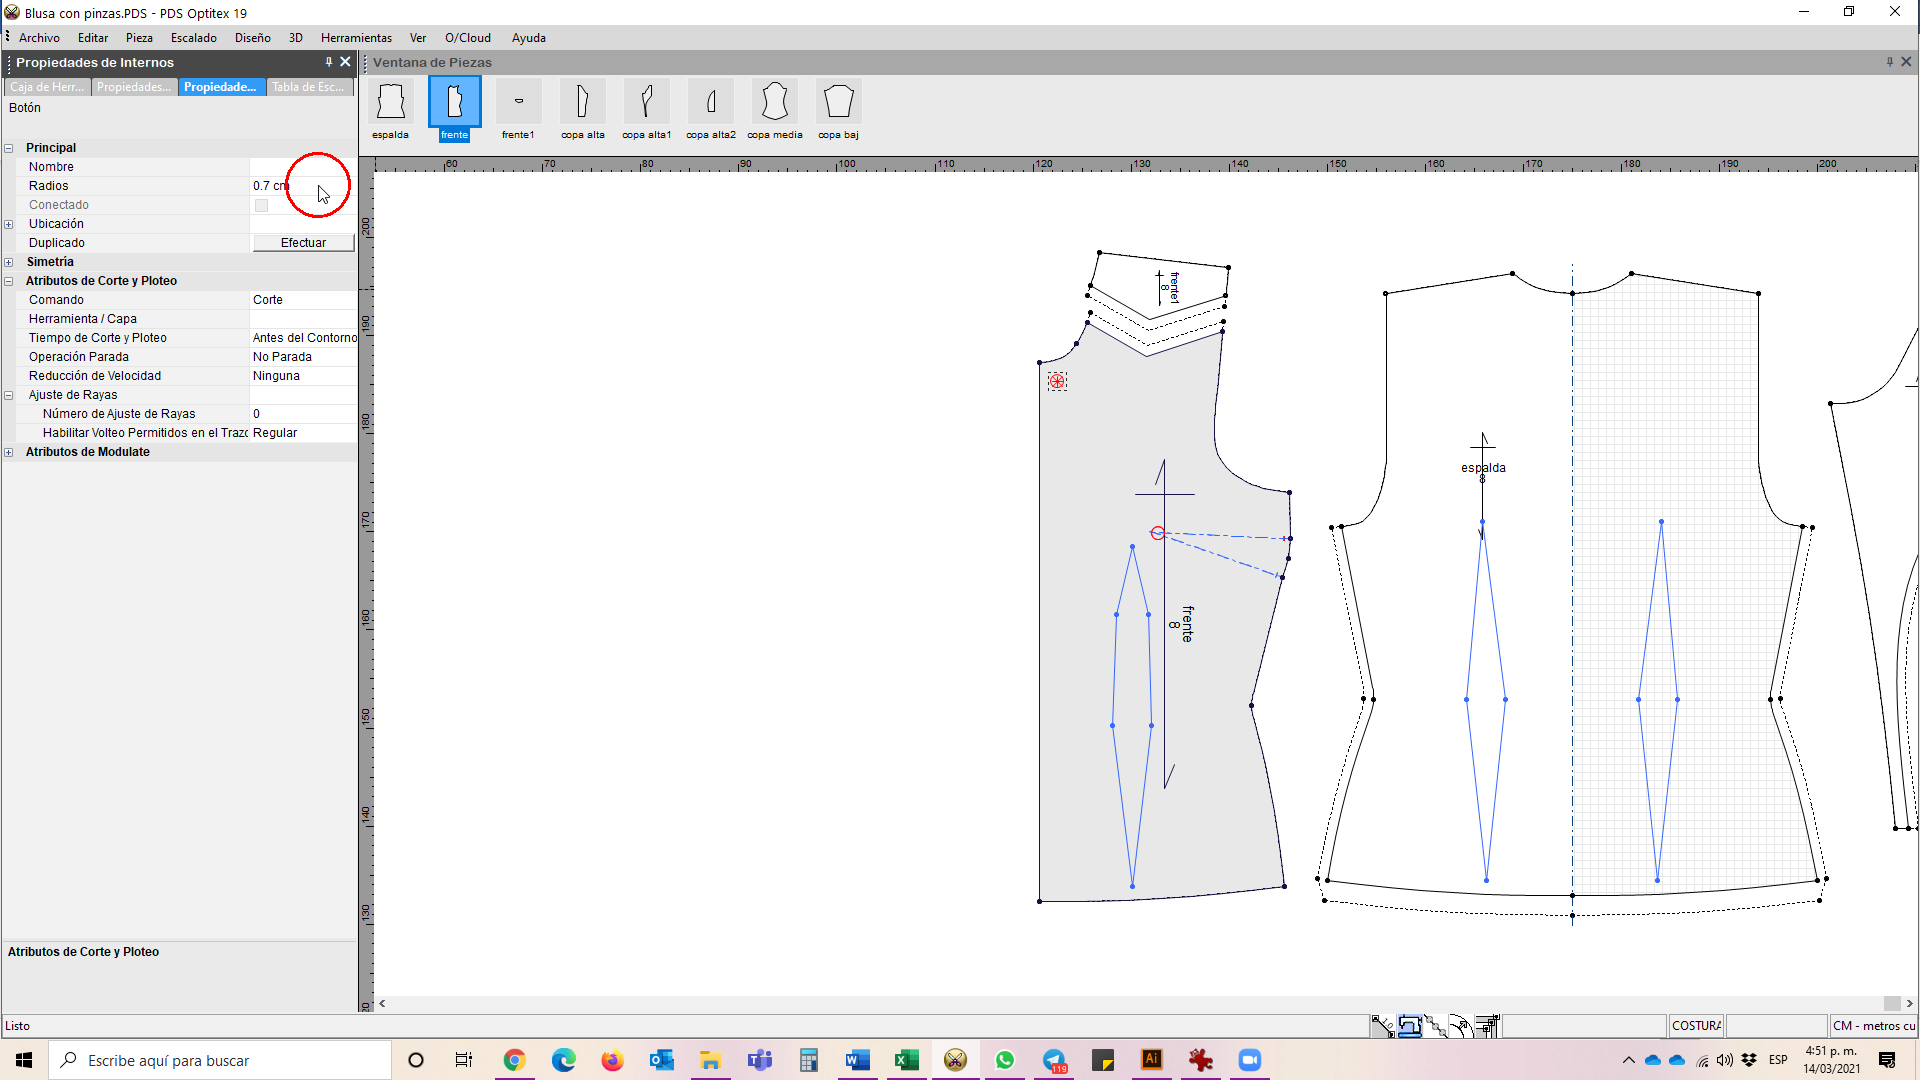 Blusa con pinzas.PDS - PDS Optitex 19
Archivo Editar Pieza Escalado Diseño 3D Herramientas Ver O/Cloud Ayuda
Propiedades de Internos
Caja de Herr... Propiedades... Propiedade... Tabla de Esc...
Botón
Principal
Nombre
Radios 0.7 cm
Conectado
Ubicación
Duplicado Efectuar
Simetría
Atributos de Corte y Ploteo
Comando Corte
Herramienta / Capa
Tiempo de Corte y Ploteo Antes del Contorno
Operación Parada No Parada
Reducción de Velocidad Ninguna
Ajuste de Rayas
Número de Ajuste de Rayas 0
Habilitar Volteo Permitidos en el Trazo Regular
Atributos de Modulate
Atributos de Corte y Ploteo
Ventana de Piezas
espalda frente frente1 copa alta copa alta1 copa alta2 copa media copa baj
60 70 80 90 100 110 120 130 140 150 160 170 180 190 200
200
190
180
170
160
150
140
130
frente1
8
frente
8
espalda
8
Listo
COSTURA
CM - metros cu
Escribe aquí para buscar
119
ESP
4:51 p. m.
14/03/2021